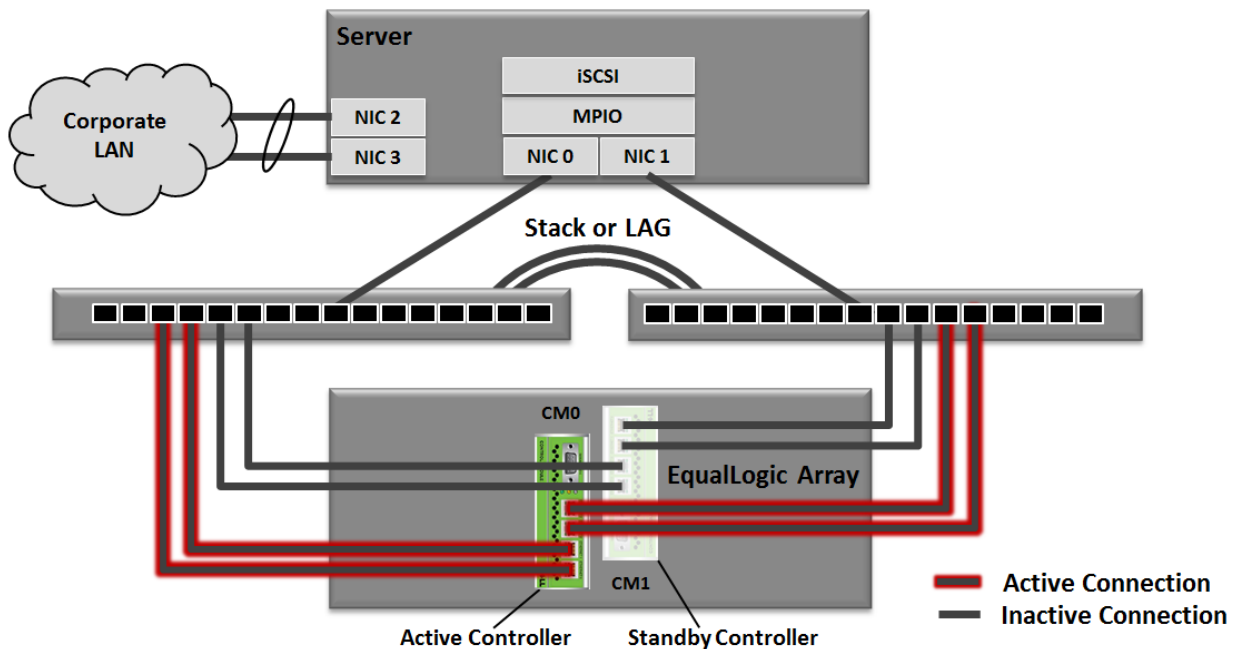 Server
iSCSI
MPIO
NIC 0
NIC 1
NIC 2
NIC 3
Corporate
LAN
Stack or LAG
CM0
EqualLogic Array
CM1
Active Controller
Standby Controller
Active Connection
Inactive Connection